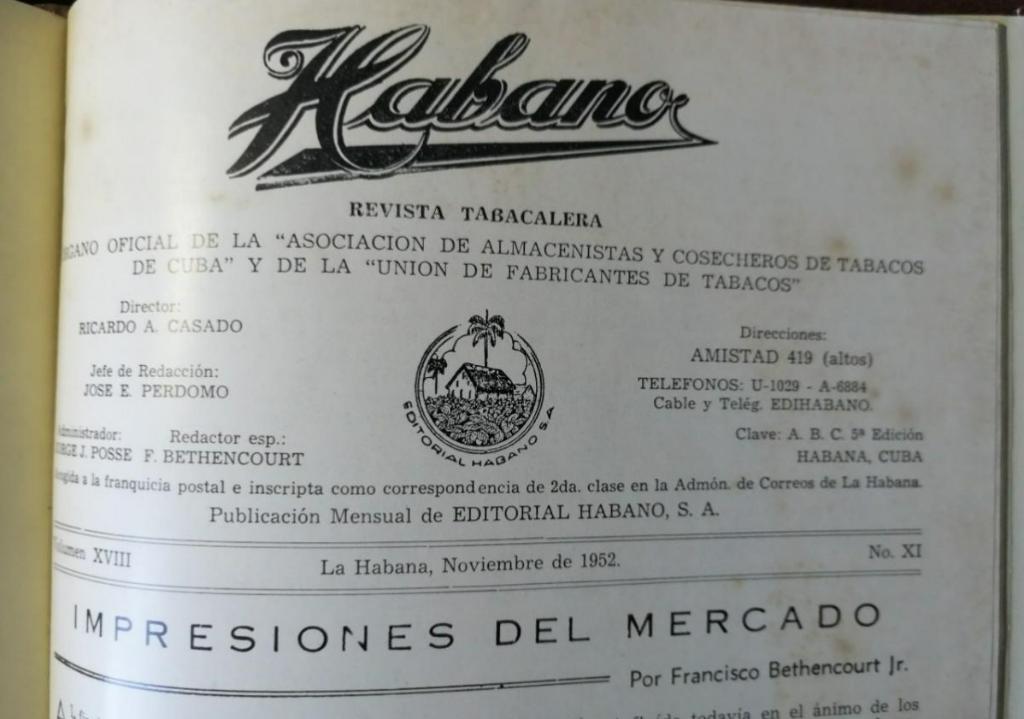 Habano
REVISTA TABACALERA
OFICIAL DE LA "ASOCIACION DE ALMACENISTAS Y COSECHEROS DE TABACOS
DE CUBA" Y DE LA "UNION DE FABRICANTES DE TABACOS"
Director:
RICARDO A. CASADO
Jefe de Redacción:
JOSE E. PERDOMO
Administrador: Redactor esp.:
J. POSSE F. BETHENCOURT
EDITORIAL HABANO S.A.
Direcciones:
AMISTAD 419 (altos)
TELEFONOS: U-1029 - A-6884
Cable y Telég. EDIHABANO.
Clave: A. B. C. 5ª Edición
HABANA, CUBA
a la franquicia postal e inscripta como correspondencia de 2da. clase en la Admón. de Correos de La Habana.
Publicación Mensual de EDITORIAL HABANO, S. A.
Volumen XVIII
La Habana, Noviembre de 1952.
No. XI
IMPRESIONES DEL MERCADO
Por Francisco Bethencourt Jr.
todavía en el ánimo de los